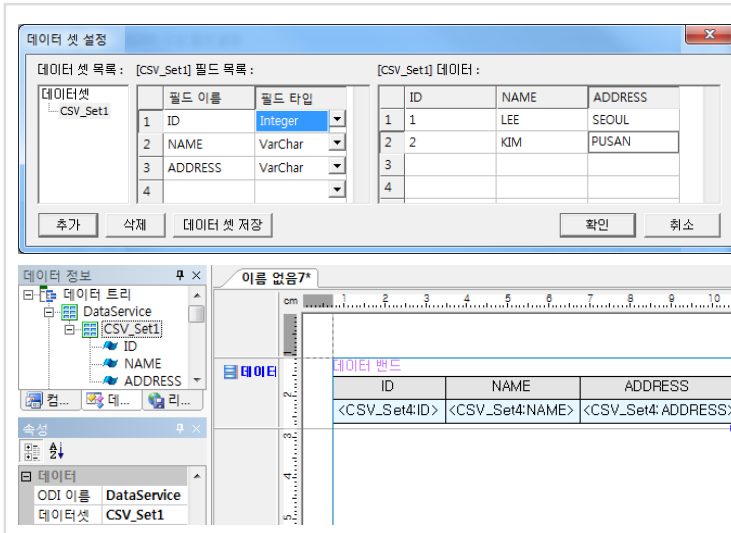 데이터 셋 설정
데이터 셋 목록 : [CSV_Set1] 필드 목록 : [CSV_Set1] 데이터 :
데이터셋
CSV_Set1
필드 이름 필드 타입
1 ID Integer
2 NAME VarChar
3 ADDRESS VarChar
4
ID NAME ADDRESS
1 1 LEE SEOUL
2 2 KIM PUSAN
3
4
추가 삭제 데이터 셋 저장 확인 취소
데이터 정보
데이터 트리
DataService
CSV_Set1
ID
NAME
ADDRESS
컴... 데... 리...
속성
데이터
ODI 이름 DataService
데이터셋 CSV_Set1
이름 없음7*
cm 1 2 3 4 5 6 7 8 9 10
데이터
2
3
4
5
데이터 밴드
ID NAME ADDRESS
<CSV_Set4:ID> <CSV_Set4:NAME> <CSV_Set4:ADDRESS>